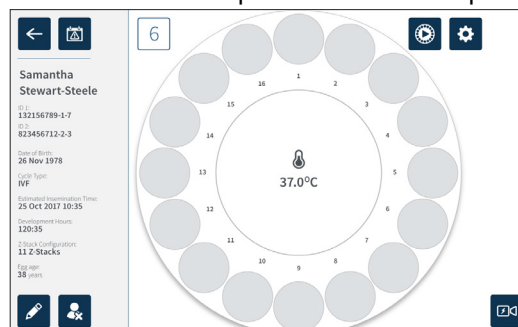 6
Samantha
Stewart-Steele
ID 1:
132156789-1-7
ID 2:
823456712-2-3
Date of Birth:
26 Nov 1978
Cycle Type:
IVF
Estimated Insemination Time:
25 Oct 2017 10:35
Development Hours:
120:35
Z-Stack Configuration:
11 Z-Stacks
Egg age:
38 years
1
2
3
4
5
6
7
8
9
10
11
12
13
14
15
16
37.0°C